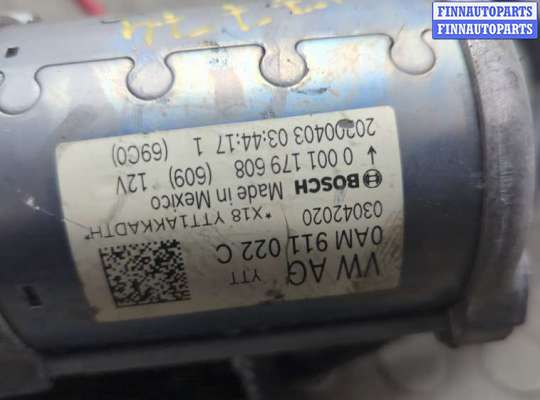 FINNAUTOPARTS
FINNAUTOPARTS
VW AG YTT
0AM 911 022 C
03042020 *X18 YTT1AKKADTH*
BOSCH Made in Mexico
0 001 179 608 (609) 12V
20200403 03:44:17 1 (69C0)